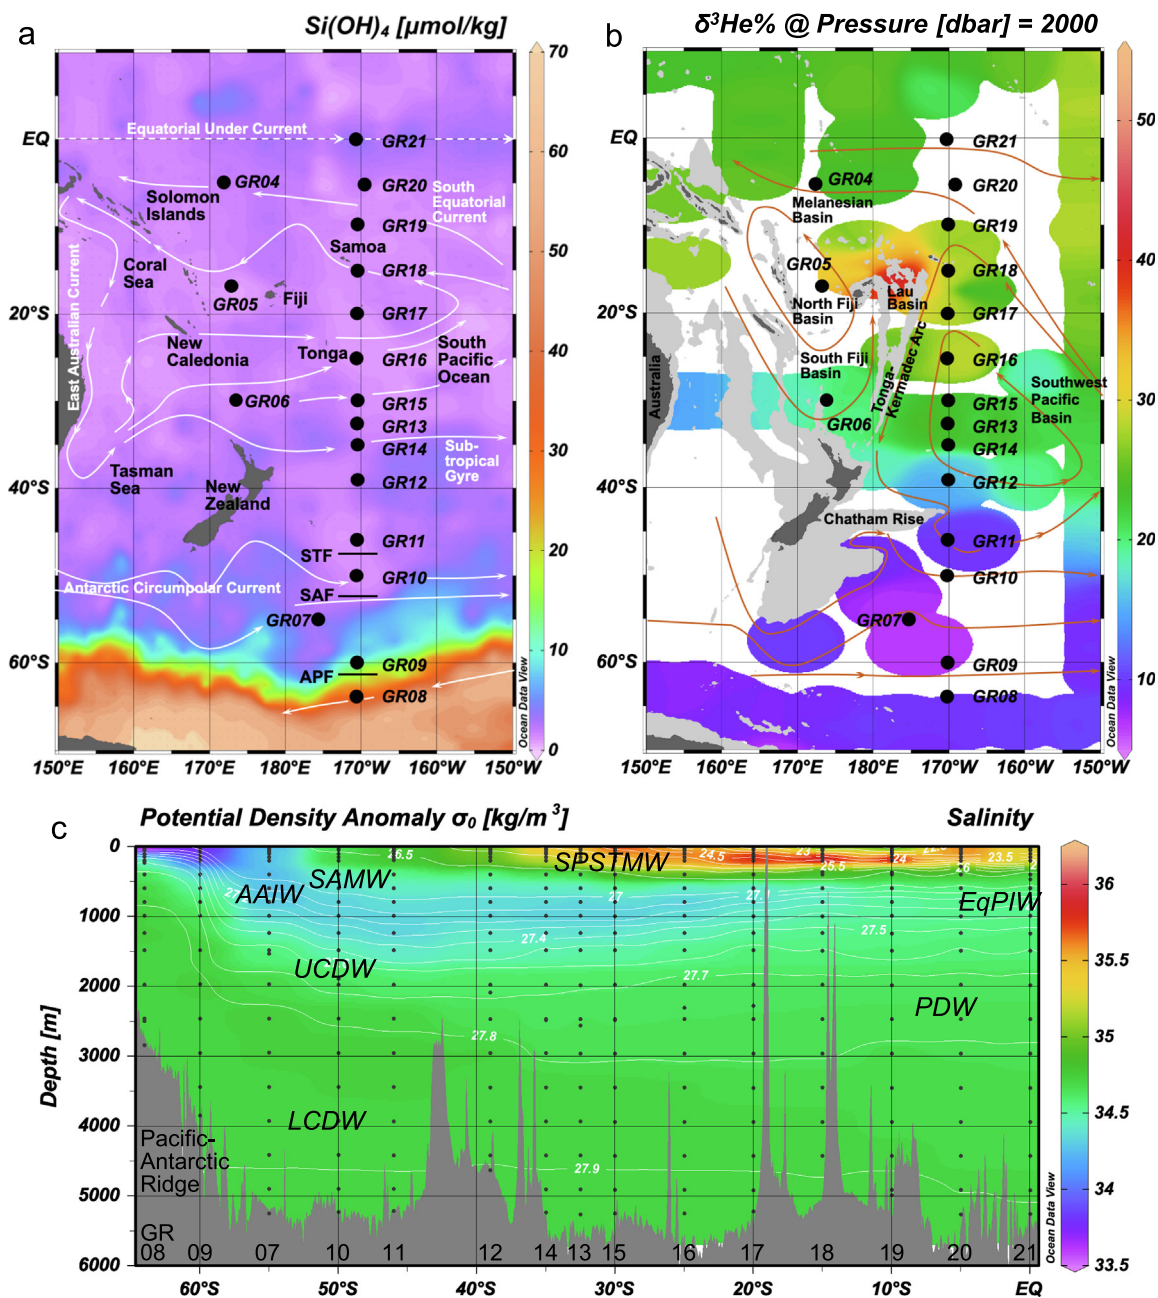 a
Si(OH)4 [µmol/kg]
b
δ³He% @ Pressure [dbar] = 2000
70
60
50
40
30
20
10
0
EQ
20°S
40°S
60°S
150°E
160°E
170°E
180°E
170°W
160°W
150°W
Equatorial Under Current
GR21
GR04
GR20
Solomon
Islands
South
Equatorial
Current
GR19
Samoa
Coral
Sea
GR18
GR05
Fiji
GR17
East Australian Current
New
Caledonia
Tonga
GR16
South
Pacific
Ocean
GR06
GR15
GR13
GR14
Sub-
tropical
Gyre
Tasman
Sea
New
Zealand
GR12
GR11
STF
GR10
Antarctic Circumpolar Current
SAF
GR07
GR09
APF
GR08
Ocean Data View
50
40
30
20
10
EQ
20°S
40°S
60°S
150°E
160°E
170°E
180°E
170°W
160°W
150°W
GR21
GR04
GR20
Melanesian
Basin
GR19
GR05
GR18
Lau
Basin
North Fiji
Basin
GR17
Australia
South Fiji
Basin
Tonga-
Kermadec Arc
GR16
Southwest
Pacific
Basin
GR15
GR06
GR13
GR14
GR12
Chatham Rise
GR11
GR10
GR07
GR09
GR08
Ocean Data View
c
Potential Density Anomaly σ0 [kg/m³]
Salinity
Depth [m]
0
1000
2000
3000
4000
5000
6000
26.5
SPSTMW
24.5
23
25.5
24
26
23.5
SAMW
AAIW
27
27.1
EqPIW
27.4
27.5
UCDW
27.7
PDW
27.8
LCDW
27.9
Pacific-
Antarctic
Ridge
GR
08
09
07
10
11
12
14
13
15
16
17
18
19
20
21
60°S
50°S
40°S
30°S
20°S
10°S
EQ
36
35.5
35
34.5
34
33.5
Ocean Data View